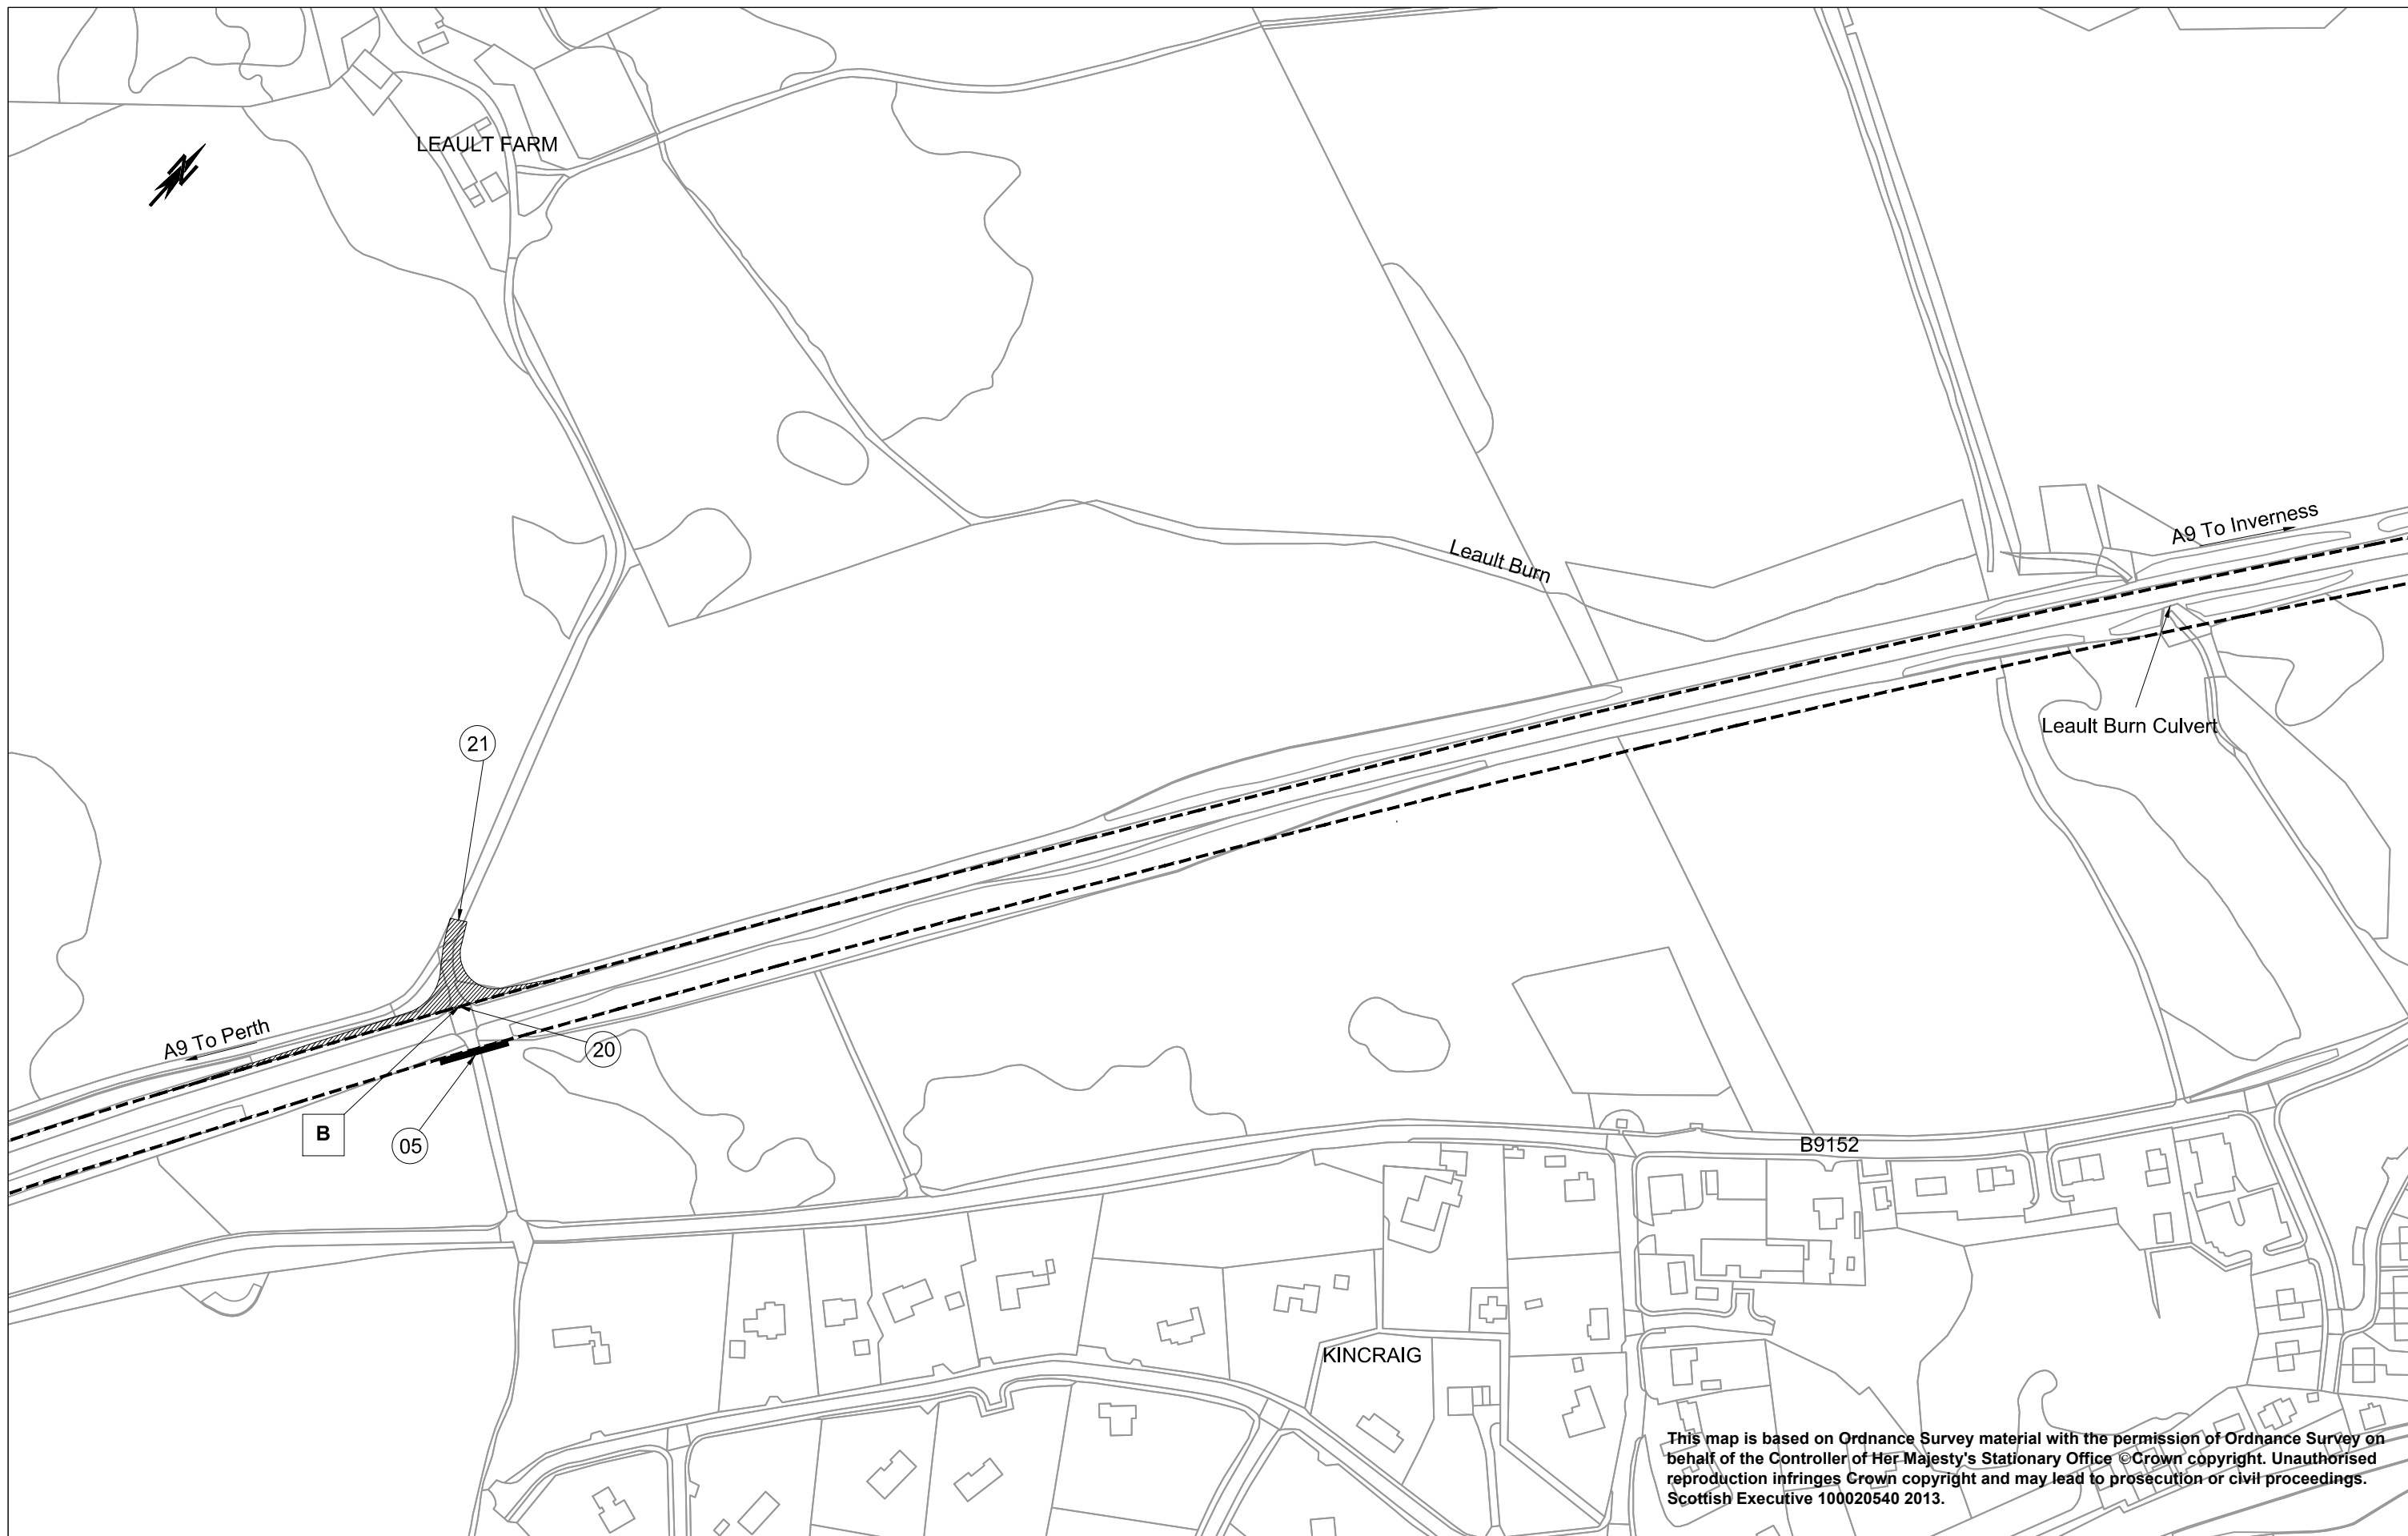 LEAULT FARM
A9 To Inverness
Leault Burn
Leault Burn Culvert
21
A9 To Perth
20
B
05
B9152
KINCRAIG
This map is based on Ordnance Survey material with the permission of Ordnance Survey on
behalf of the Controller of Her Majesty's Stationary Office ©Crown copyright. Unauthorised
reproduction infringes Crown copyright and may lead to prosecution or civil proceedings.
Scottish Executive 100020540 2013.